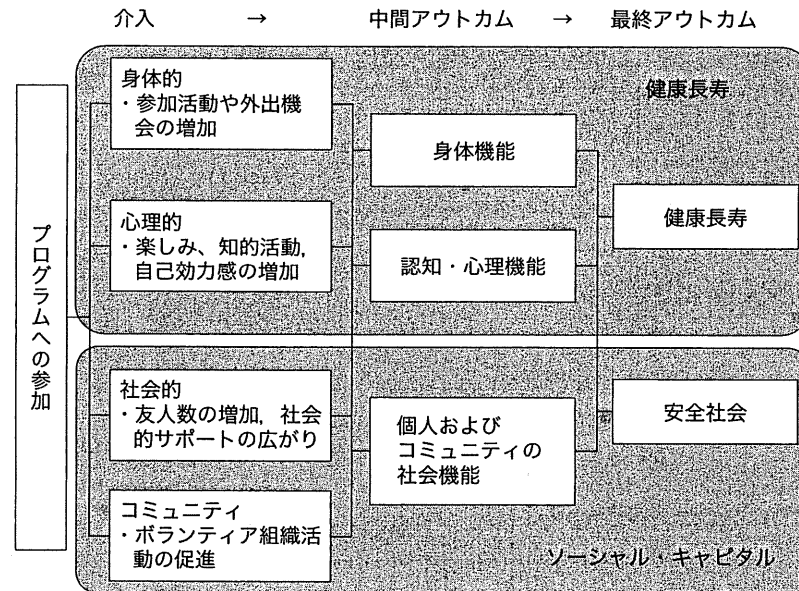 介入 → 中間アウトカム → 最終アウトカム
プログラムへの参加
身体的
・参加活動や外出機
会の増加
心理的
・楽しみ、知的活動,
自己効力感の増加
社会的
・友人数の増加, 社会
的サポートの広がり
コミュニティ
・ボランティア組織活
動の促進
身体機能
認知・心理機能
個人および
コミュニティの
社会機能
健康長寿
健康長寿
安全社会
ソーシャル・キャピタル